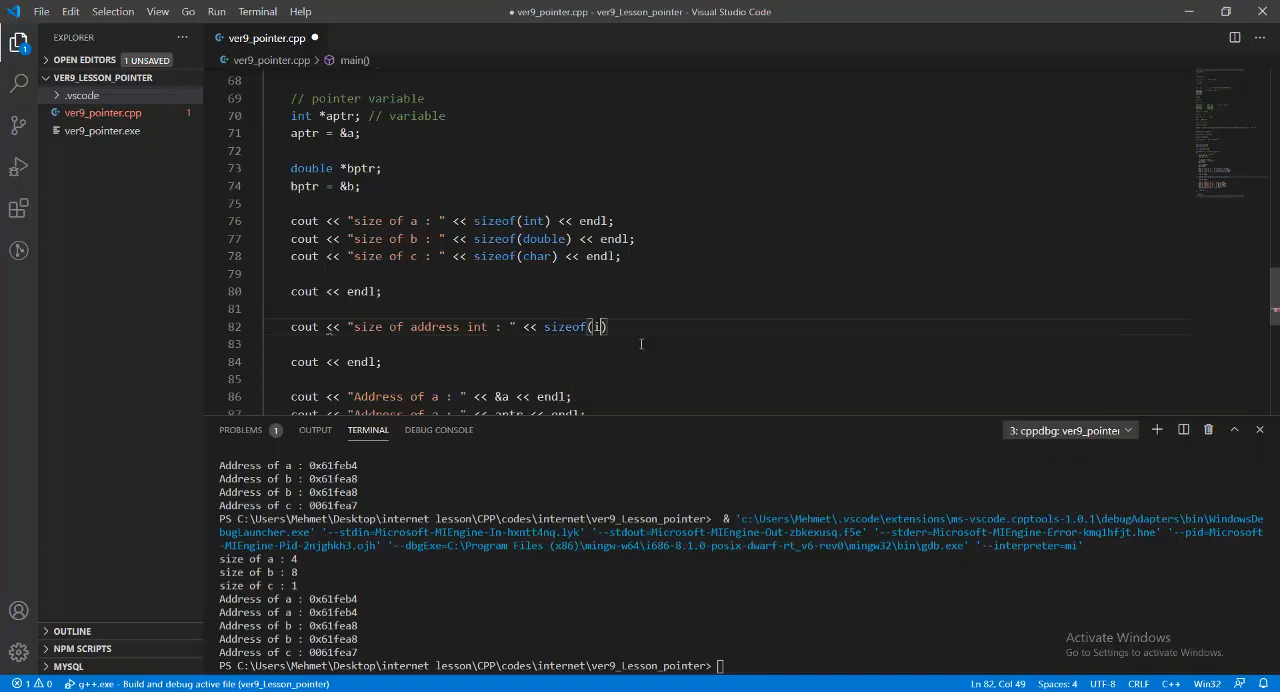 File Edit Selection View Go Run Terminal Help
● ver9_pointer.cpp - ver9_Lesson_pointer - Visual Studio Code
EXPLORER
OPEN EDITORS 1 UNSAVED
VER9_LESSON_POINTER
.vscode
ver9_pointer.cpp 1
ver9_pointer.exe
OUTLINE
NPM SCRIPTS
MYSQL
1
ver9_pointer.cpp ●
ver9_pointer.cpp > main()
68
69 // pointer variable
70 int *aptr; // variable
71 aptr = &a;
72
73 double *bptr;
74 bptr = &b;
75
76 cout << "size of a : " << sizeof(int) << endl;
77 cout << "size of b : " << sizeof(double) << endl;
78 cout << "size of c : " << sizeof(char) << endl;
79
80 cout << endl;
81
82 cout << "size of address int : " << sizeof(i)
83
84 cout << endl;
85
86 cout << "Address of a : " << &a << endl;
87 cout << "Address of a : " << aptr << endl;
PROBLEMS 1 OUTPUT TERMINAL DEBUG CONSOLE
3: cppdbg: ver9_pointer
Address of a : 0x61feb4
Address of b : 0x61fea8
Address of b : 0x61fea8
Address of c : 0061fea7
PS C:\Users\Mehmet\Desktop\internet lesson\CPP\codes\internet\ver9_Lesson_pointer> & 'c:\Users\Mehmet\.vscode\extensions\ms-vscode.cpptools-1.0.1\debugAdapters\bin\WindowsDe
bugLauncher.exe' '--stdin=Microsoft-MIEngine-In-hxntt4nq.lyk' '--stdout=Microsoft-MIEngine-Out-zbkexusq.f5e' '--stderr=Microsoft-MIEngine-Error-kmq1hfjt.hne' '--pid=Microsoft
-MIEngine-Pid-2njghkh3.ojh' '--dbgExe=C:\Program Files (x86)\mingw-w64\i686-8.1.0-posix-dwarf-rt_v6-rev0\mingw32\bin\gdb.exe' '--interpreter=mi'
size of a : 4
size of b : 8
size of c : 1
Address of a : 0x61feb4
Address of a : 0x61feb4
Address of b : 0x61fea8
Address of b : 0x61fea8
Address of c : 0061fea7
PS C:\Users\Mehmet\Desktop\internet lesson\CPP\codes\internet\ver9_Lesson_pointer>
Activate Windows
Go to Settings to activate Windows.
1 0 g++.exe - Build and debug active file (ver9_Lesson_pointer)
Ln 82, Col 49 Spaces: 4 UTF-8 CRLF C++ Win32